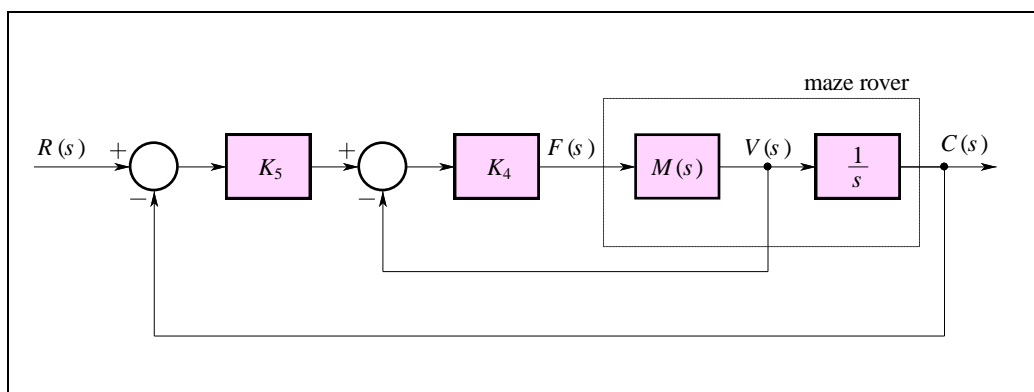 maze rover
R(s)
+
−
K5
+
−
K4
F(s)
M(s)
V(s)
1
s
C(s)